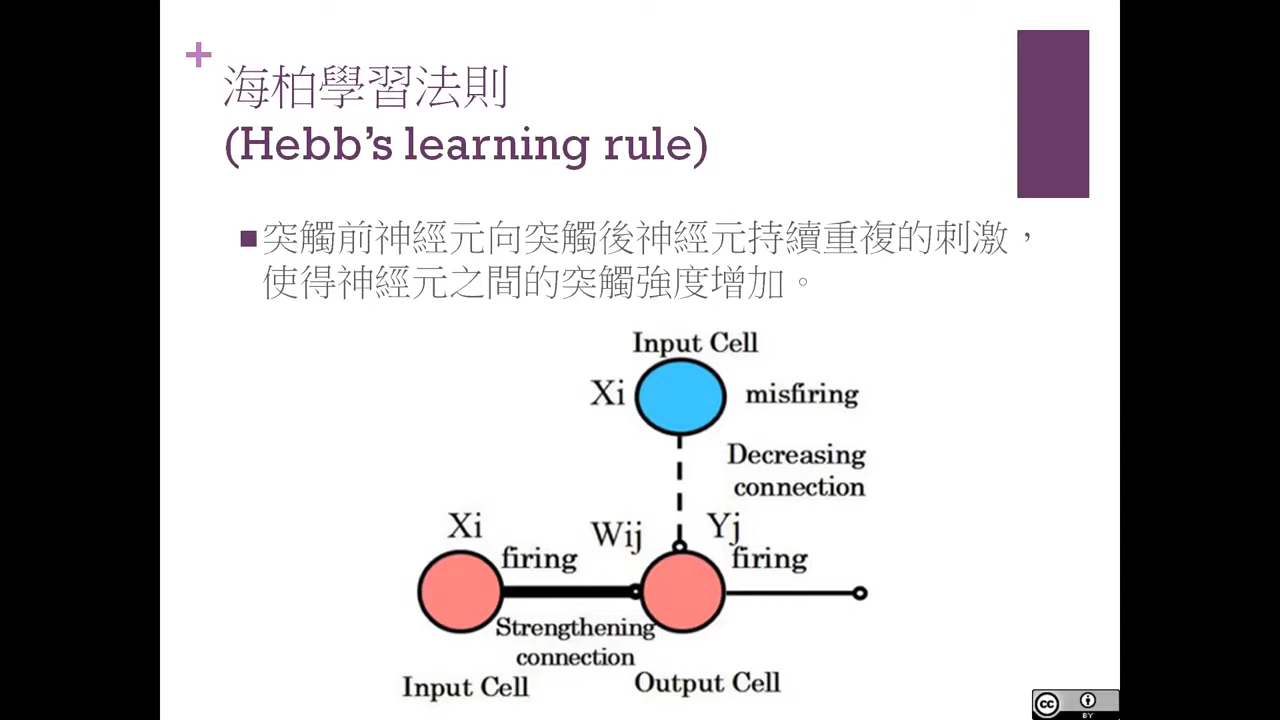 +
海柏學習法則
(Hebb's learning rule)
突觸前神經元向突觸後神經元持續重複的刺激，
使得神經元之間的突觸強度增加。
Input Cell
Xi
misfiring
Decreasing
connection
Xi
Wij
Yj
firing
firing
Strengthening
connection
Input Cell
Output Cell
cc
BY